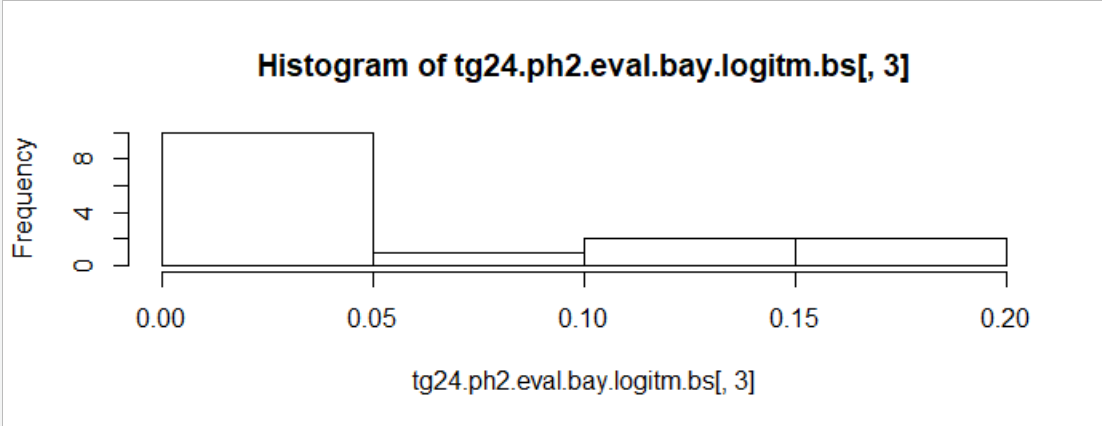 Histogram of tg24.ph2.eval.bay.logitm.bs[, 3]
Frequency
8
4
0
0.00 0.05 0.10 0.15 0.20
tg24.ph2.eval.bay.logitm.bs[, 3]